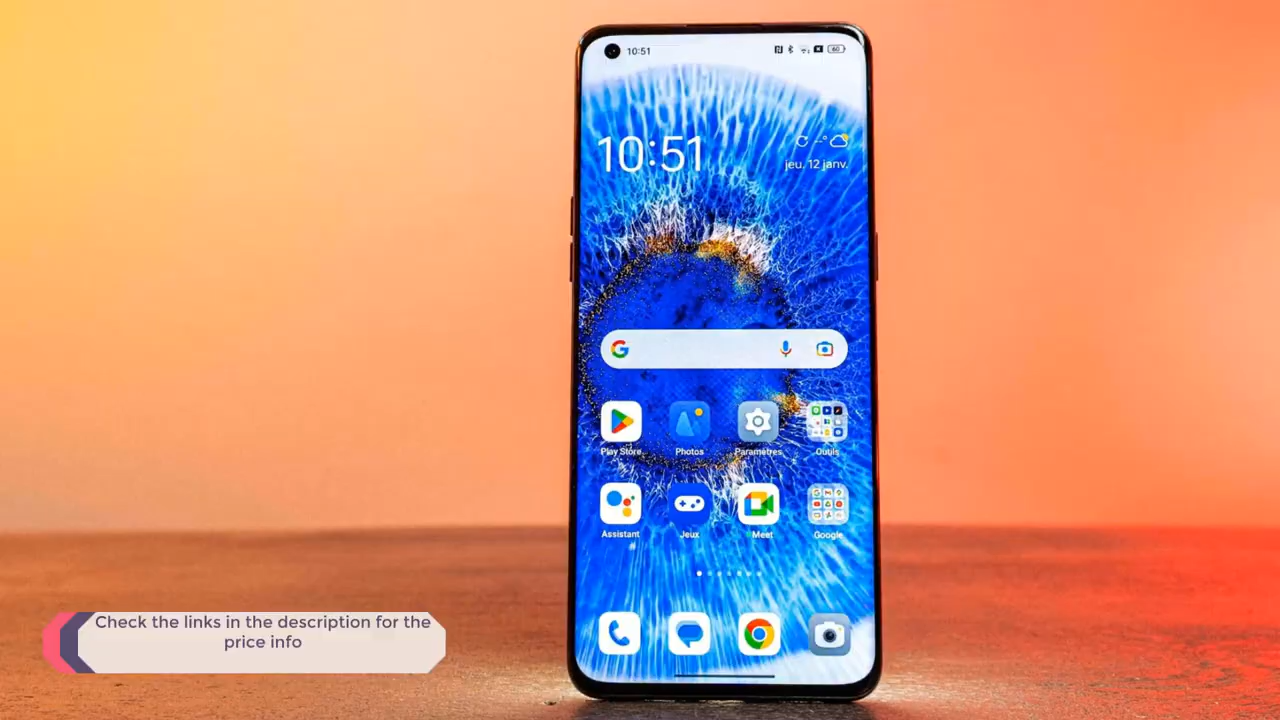 10:51
60
10:51
jeu. 12 janv.
Play Store
Photos
Paramètres
Outils
Assistant
Jeux
Meet
Google
Check the links in the description for the
price info